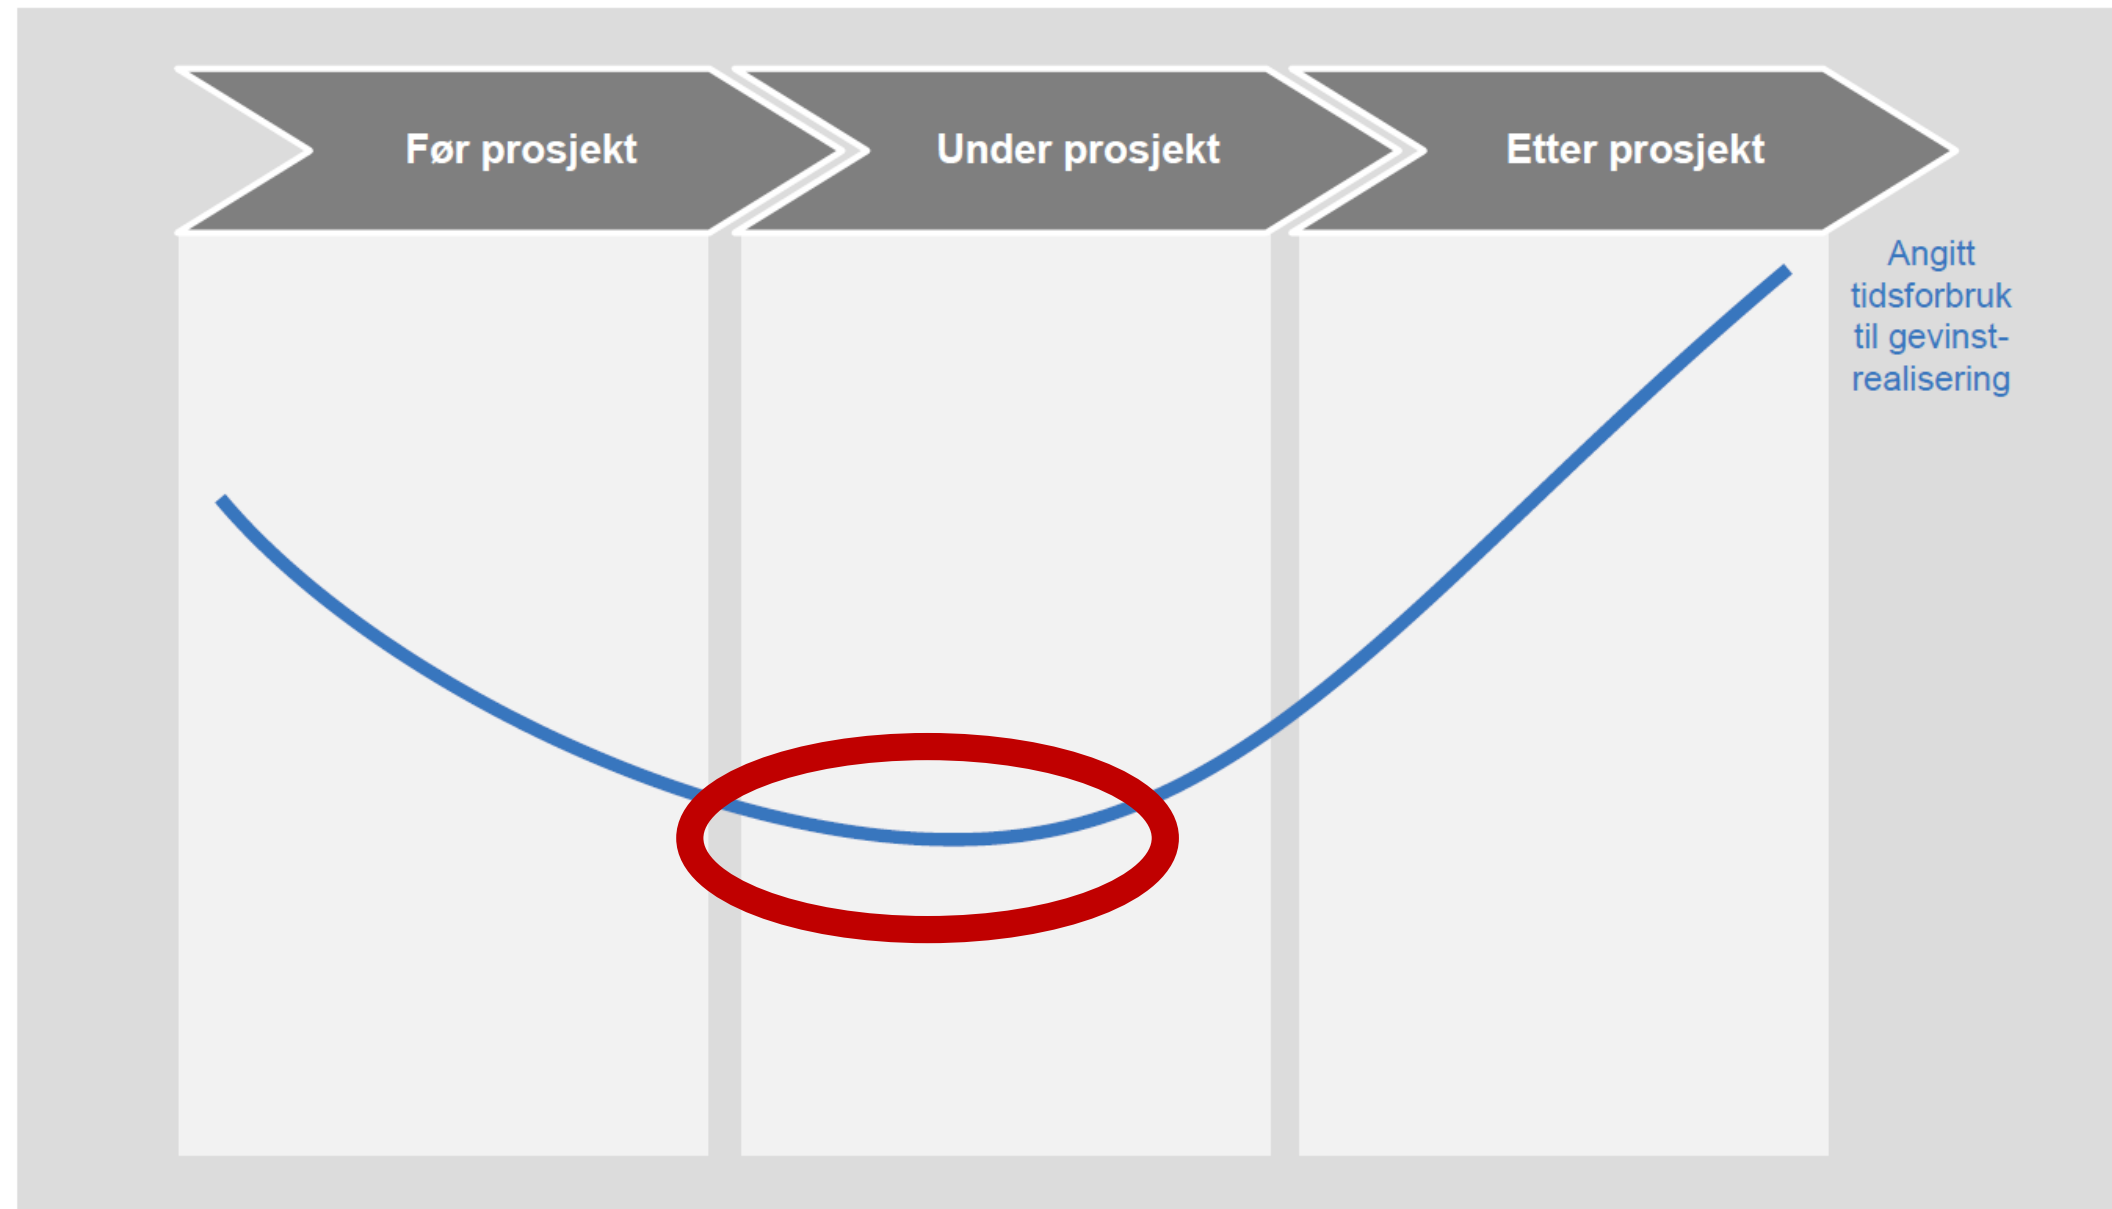 Før prosjekt
Under prosjekt
Etter prosjekt
Angitt
tidsforbruk
til gevinst-
realisering